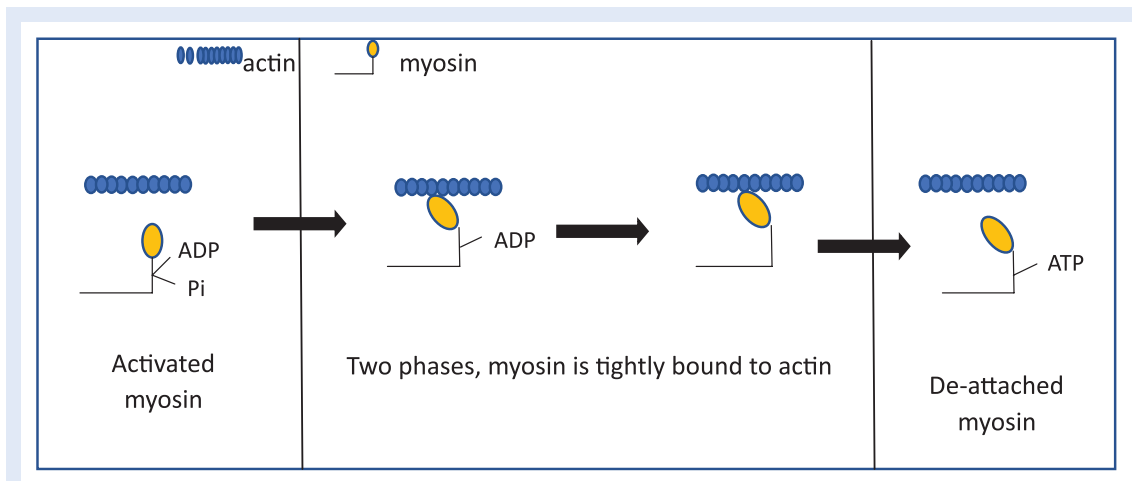 actin
myosin
ADP
Pi
ADP
ATP
Activated
myosin
Two phases, myosin is tightly bound to actin
De-attached
myosin